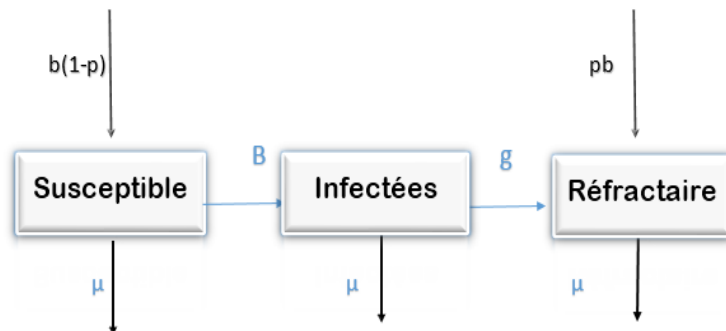 b(1-p)
pb
B
g
Susceptible
Infectées
Réfractaire
μ
μ
μ